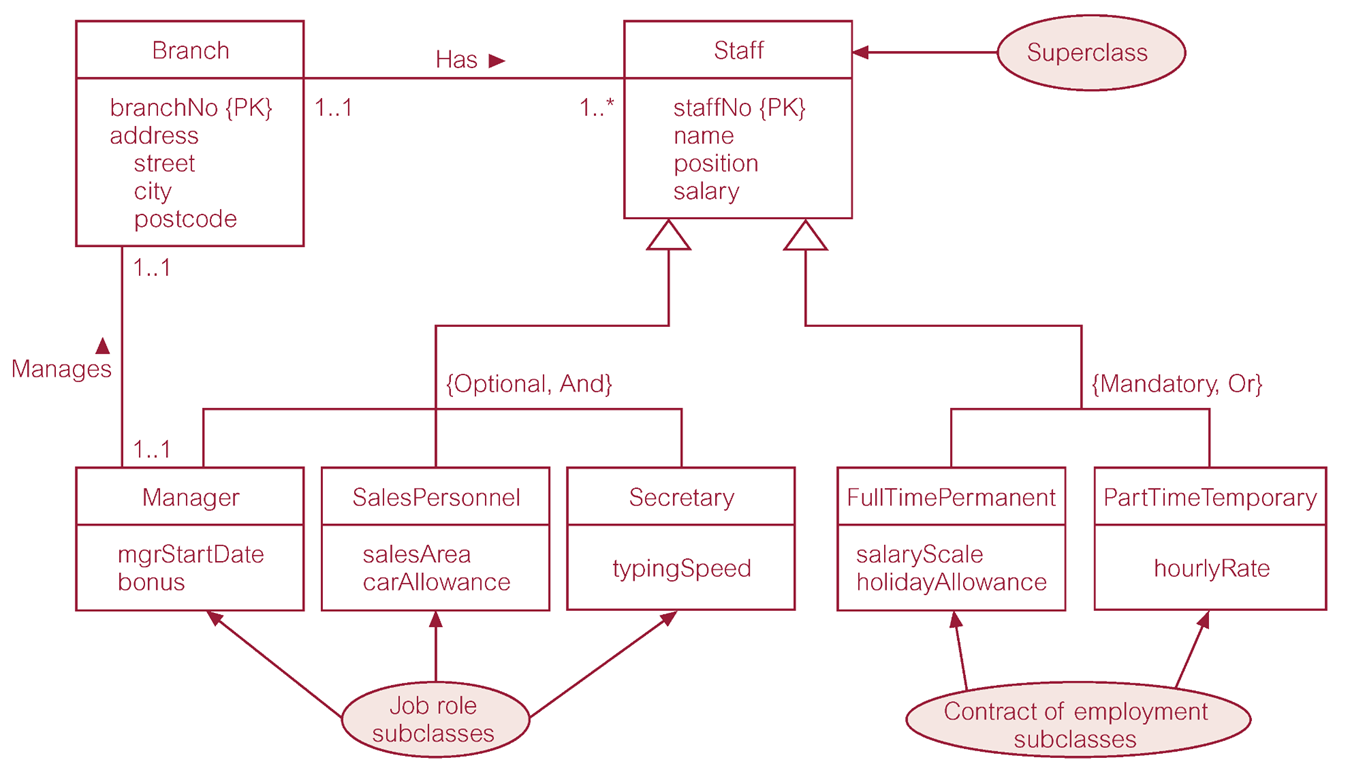 Branch
branchNo {PK}
address
street
city
postcode
Has ►
1..1
1..*
Staff
staffNo {PK}
name
position
salary
Superclass
1..1
Manages ▲
1..1
{Optional, And}
{Mandatory, Or}
Manager
mgrStartDate
bonus
SalesPersonnel
salesArea
carAllowance
Secretary
typingSpeed
FullTimePermanent
salaryScale
holidayAllowance
PartTimeTemporary
hourlyRate
Job role
subclasses
Contract of employment
subclasses